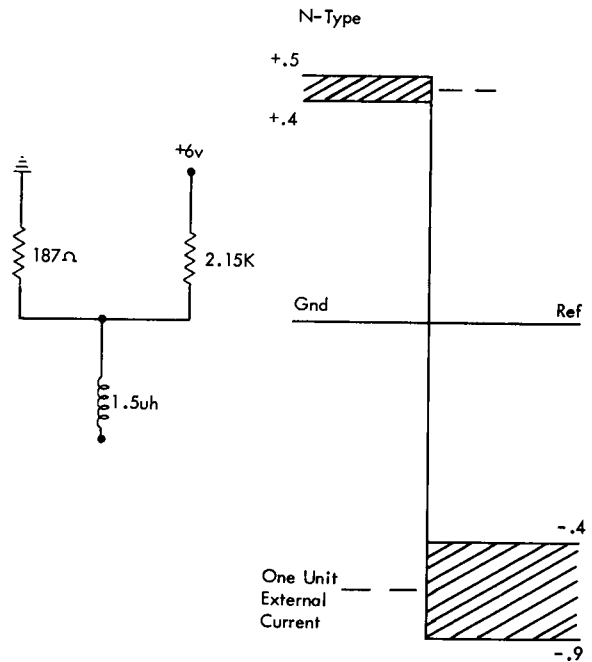 N-Type
+.5
+.4
+6v
187Ω
2.15K
Gnd
Ref
1.5uh
-.4
One Unit
External
Current
-.9